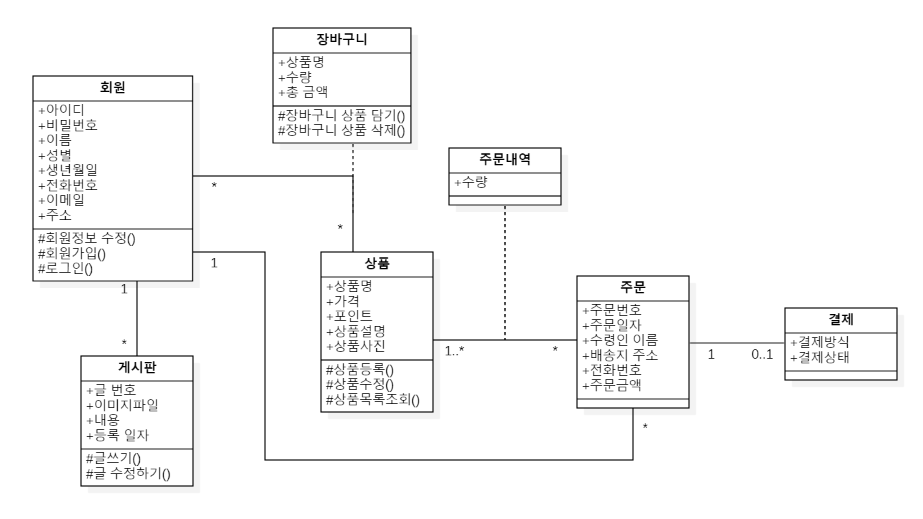 장바구니
+상품명
+수량
+총 금액
#장바구니 상품 담기()
#장바구니 상품 삭제()
회원
+아이디
+비밀번호
+이름
+성별
+생년월일
+전화번호
+이메일
+주소
#회원정보 수정()
#회원가입()
#로그인()
*
*
1
1
*
주문내역
+수량
상품
+상품명
+가격
+포인트
+상품설명
+상품사진
#상품등록()
#상품수정()
#상품목록조회()
1..*
*
주문
+주문번호
+주문일자
+수령인 이름
+배송지 주소
+전화번호
+주문금액
*
1
0..1
결제
+결제방식
+결제상태
게시판
+글 번호
+이미지파일
+내용
+등록 일자
#글쓰기()
#글 수정하기()